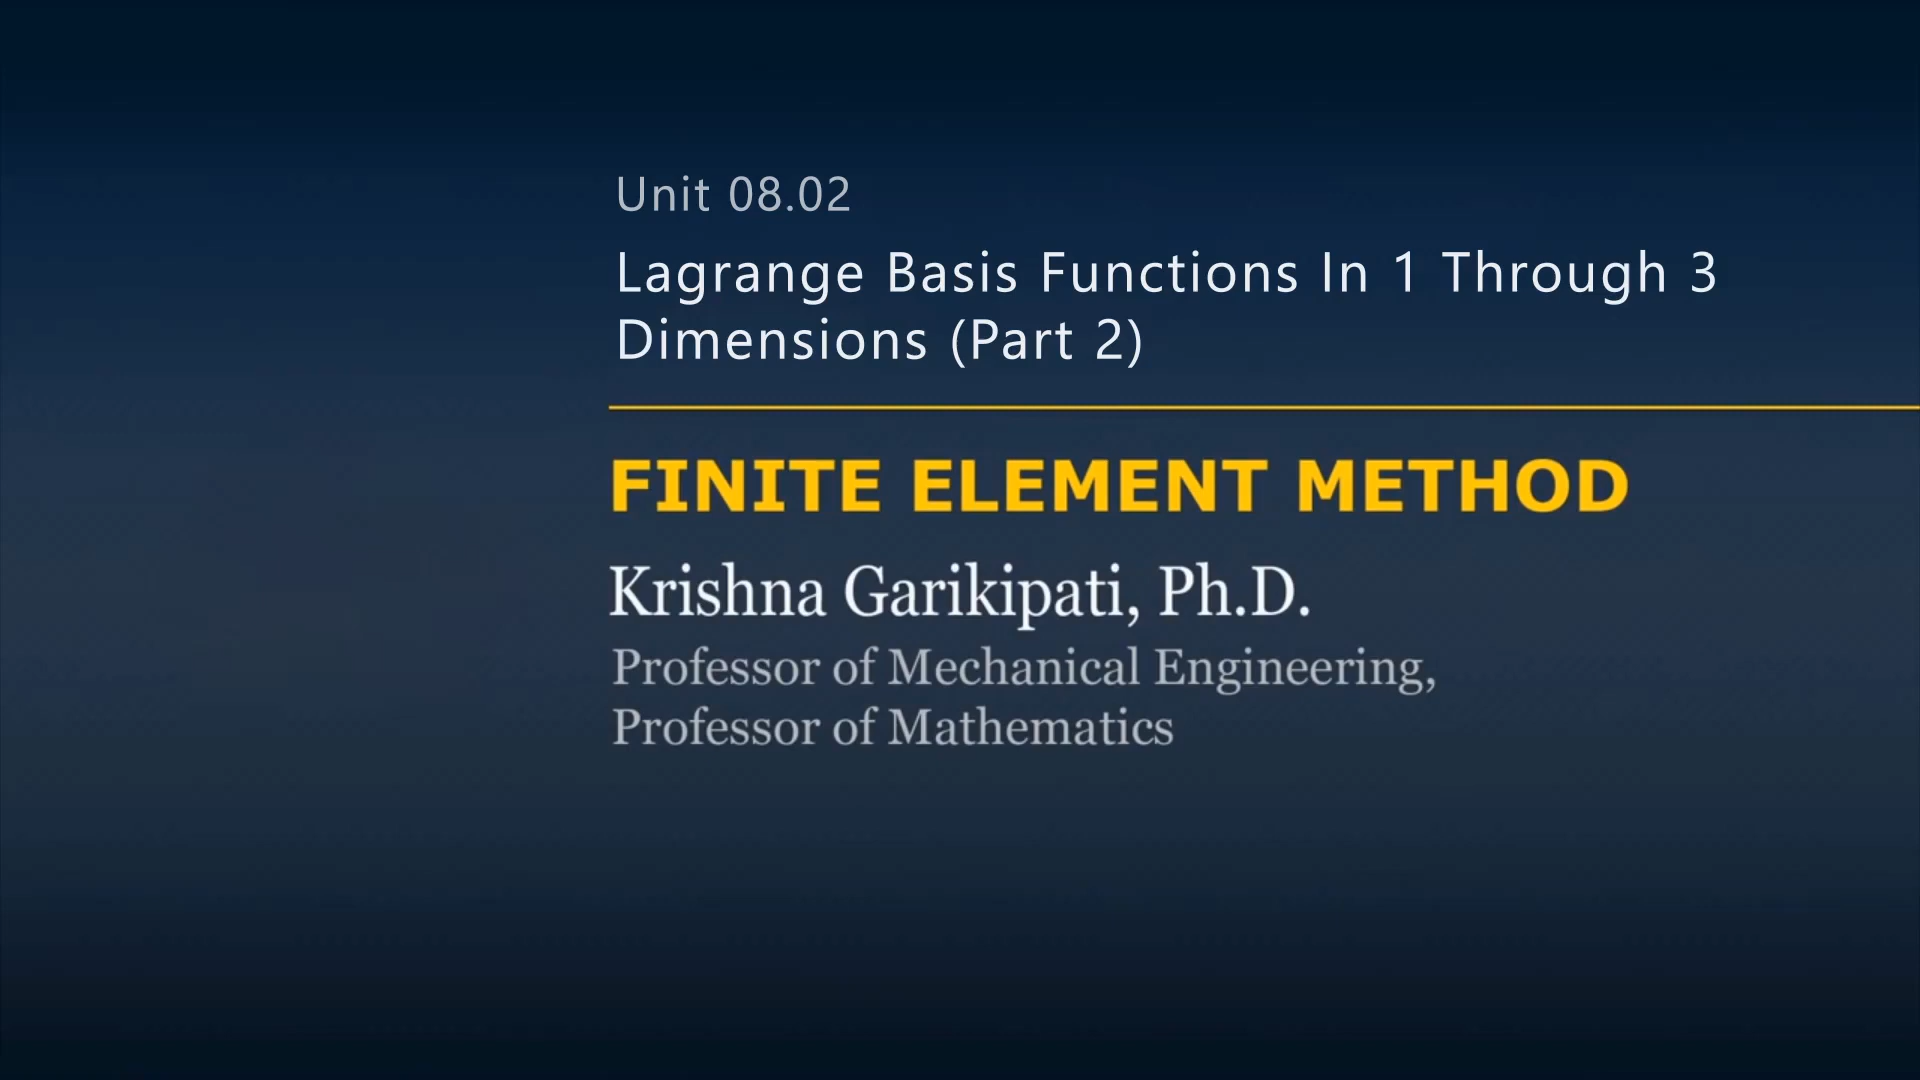 Unit 08.02
Lagrange Basis Functions In 1 Through 3
Dimensions (Part 2)
FINITE ELEMENT METHOD
Krishna Garikipati, Ph.D.
Professor of Mechanical Engineering,
Professor of Mathematics